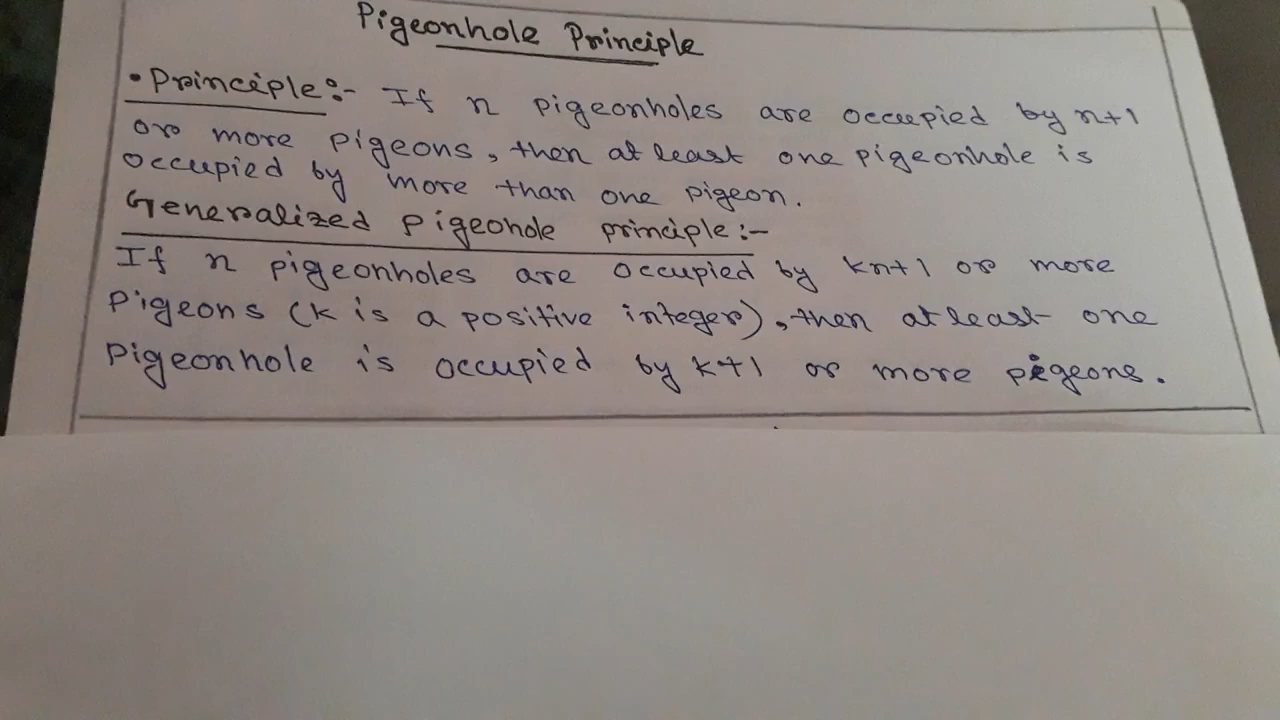 Pigeonhole Principle
• Principle:- If n pigeonholes are occupied by n+1
or more pigeons, then at least one pigeonhole is
occupied by more than one pigeon.
Generalized pigeohole principle:-
If n pigeonholes are occupied by kn+1 or more
pigeons (k is a positive integer), then at least one
pigeonhole is occupied by k+1 or more pigeons.